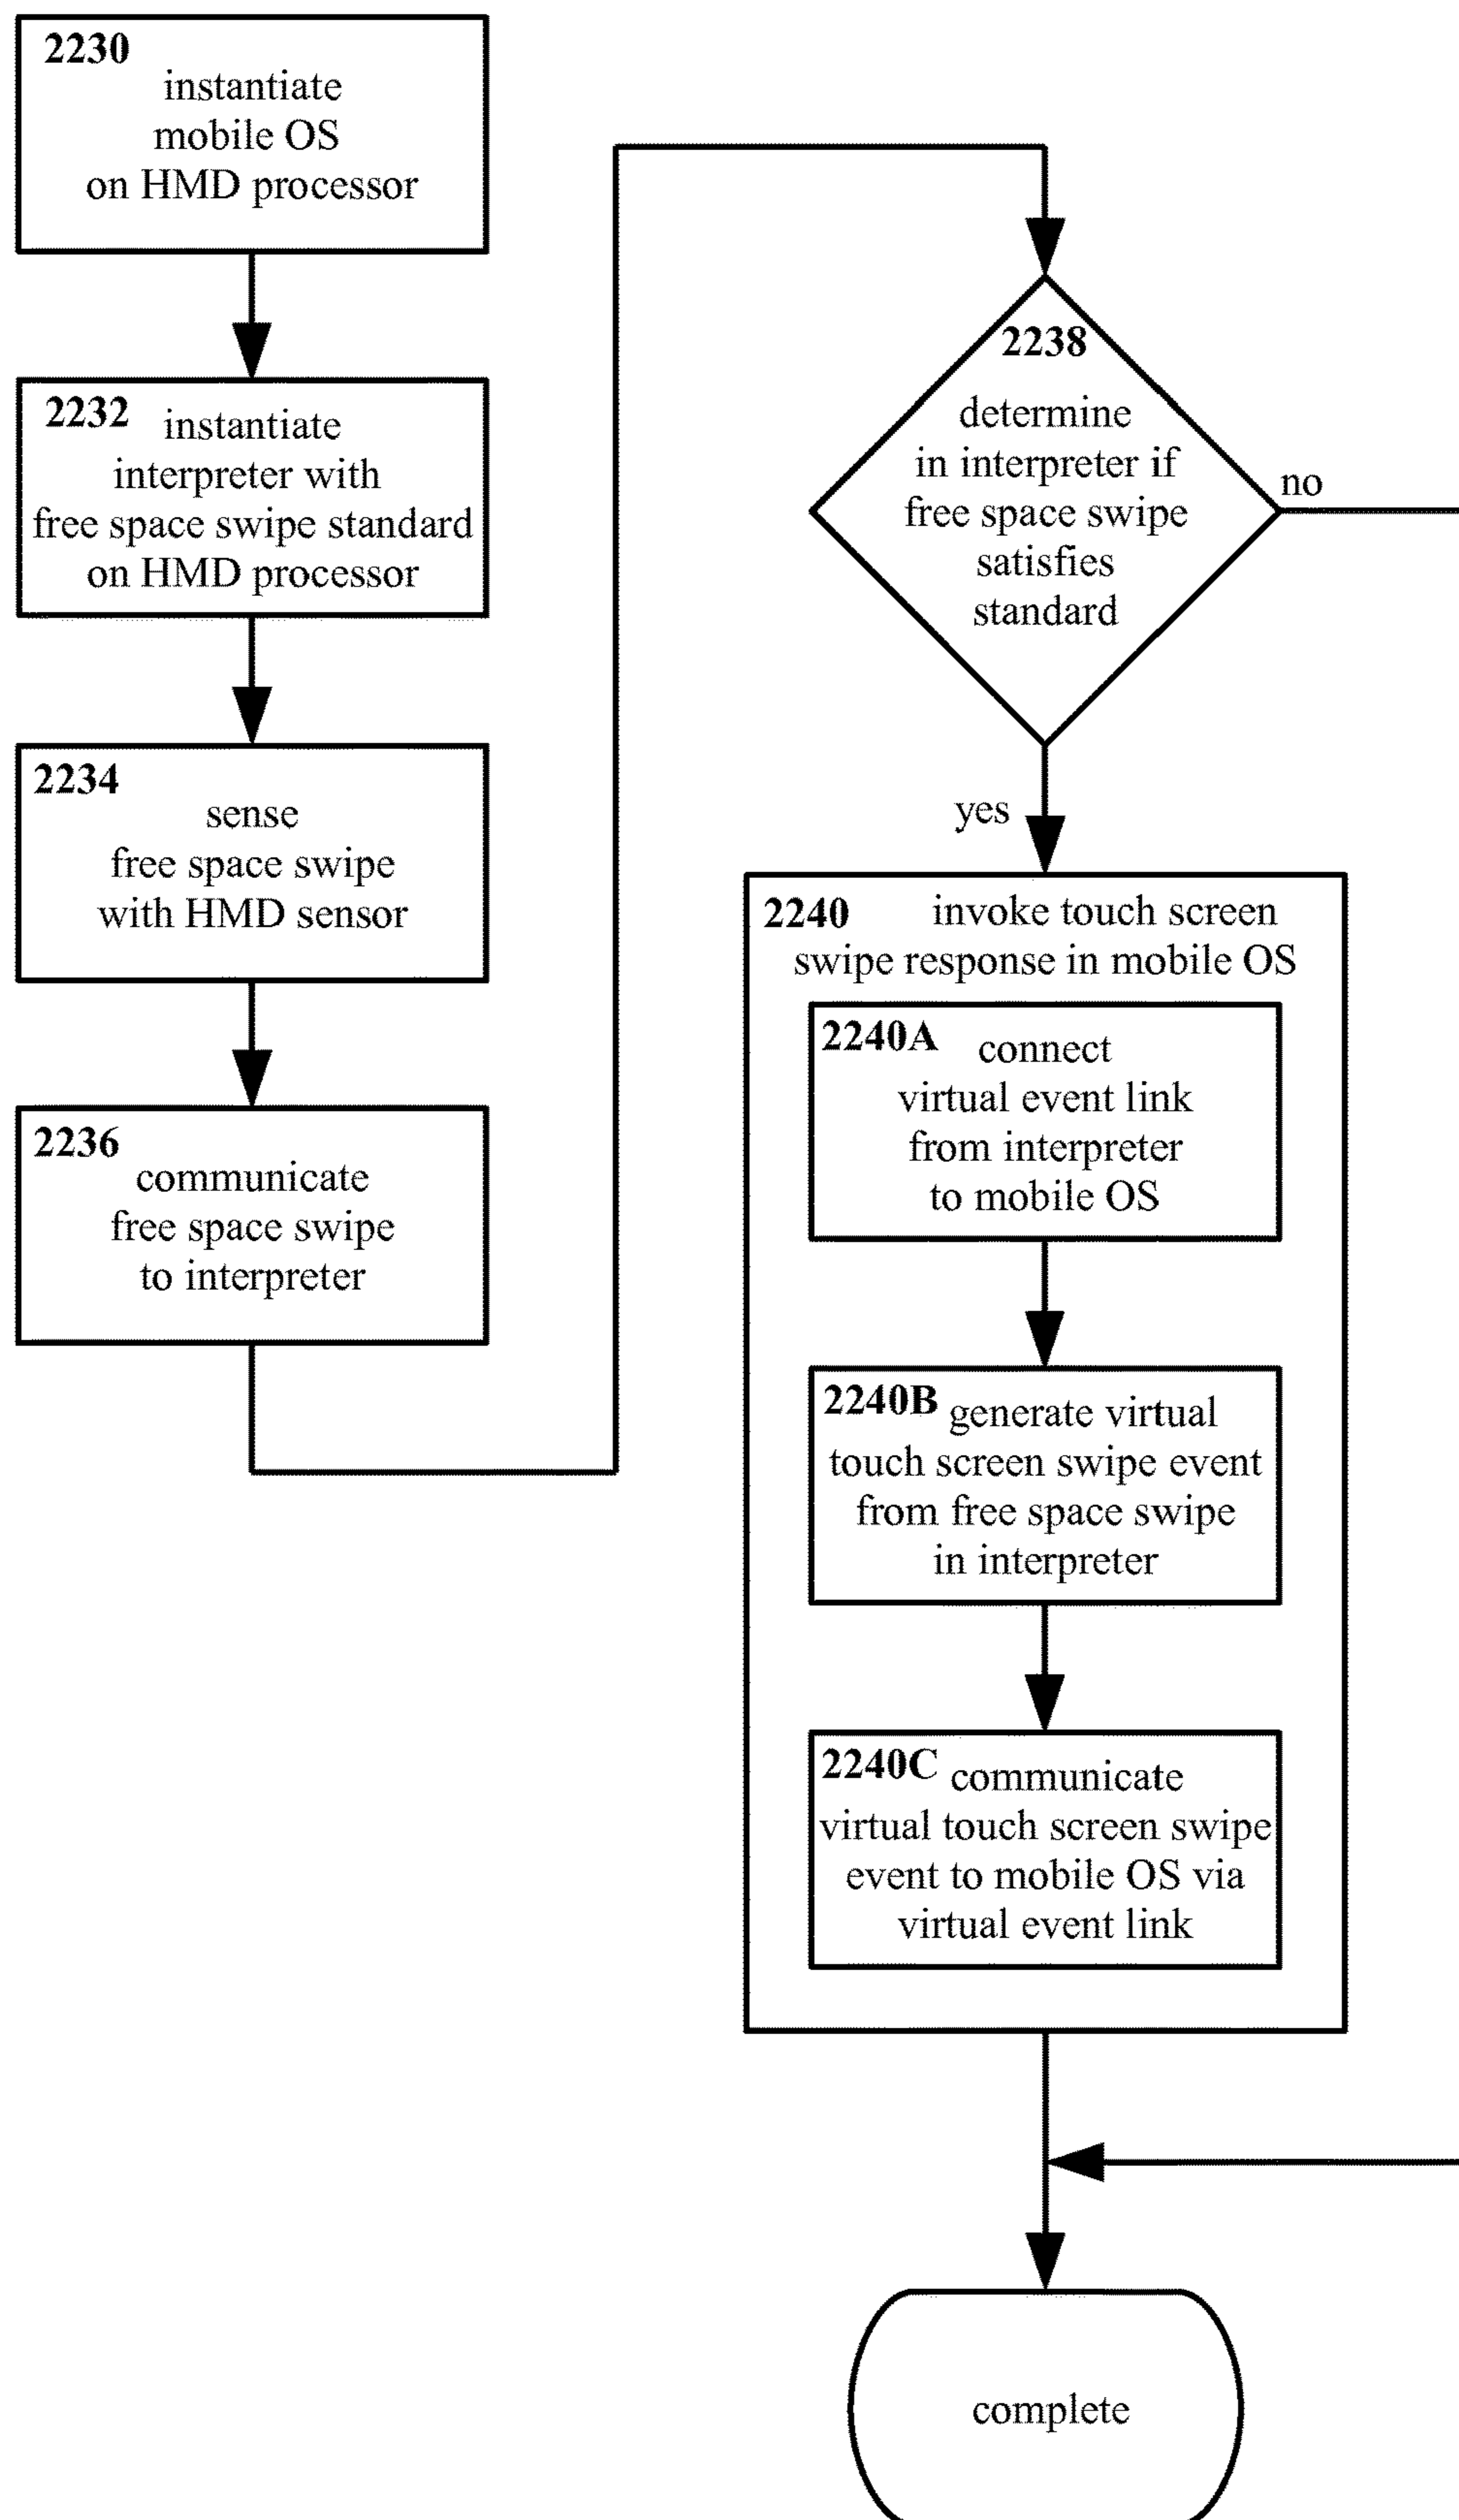 2230
instantiate
mobile OS
on HMD processor
2232 instantiate
interpreter with
free space swipe standard
on HMD processor
2234
sense
free space swipe
with HMD sensor
2236
communicate
free space swipe
to interpreter
2238
determine
in interpreter if
free space swipe
satisfies
standard
no
yes
2240 invoke touch screen
swipe response in mobile OS
2240A connect
virtual event link
from interpreter
to mobile OS
2240B generate virtual
touch screen swipe event
from free space swipe
in interpreter
2240C communicate
virtual touch screen swipe
event to mobile OS via
virtual event link
complete